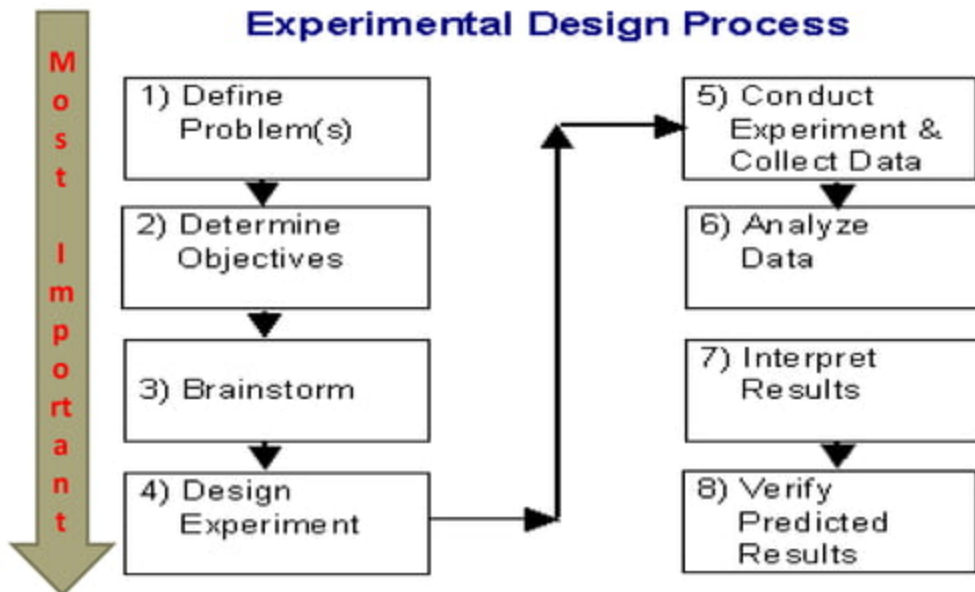 Experimental Design Process
Most Important
1) Define
Problem(s)
2) Determine
Objectives
3) Brainstorm
4) Design
Experiment
5) Conduct
Experiment &
Collect Data
6) Analyze
Data
7) Interpret
Results
8) Verify
Predicted
Results